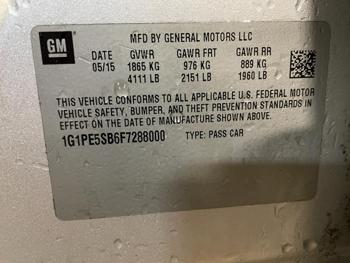 GM
MFD BY GENERAL MOTORS LLC
DATE GVWR GAWR FRT GAWR RR
05/15 1865 KG 976 KG 889 KG
4111 LB 2151 LB 1960 LB
THIS VEHICLE CONFORMS TO ALL APPLICABLE U.S. FEDERAL MOTOR
VEHICLE SAFETY, BUMPER, AND THEFT PREVENTION STANDARDS
IN EFFECT ON THE DATE OF MANUFACTURE SHOWN ABOVE.
1G1PE5SB6F7288000
TYPE: PASS CAR